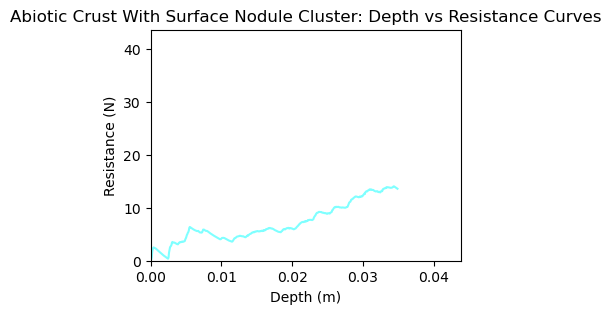 Abiotic Crust With Surface Nodule Cluster: Depth vs Resistance Curves
40
30
20
10
0
Resistance (N)
0.00 0.01 0.02 0.03 0.04
Depth (m)